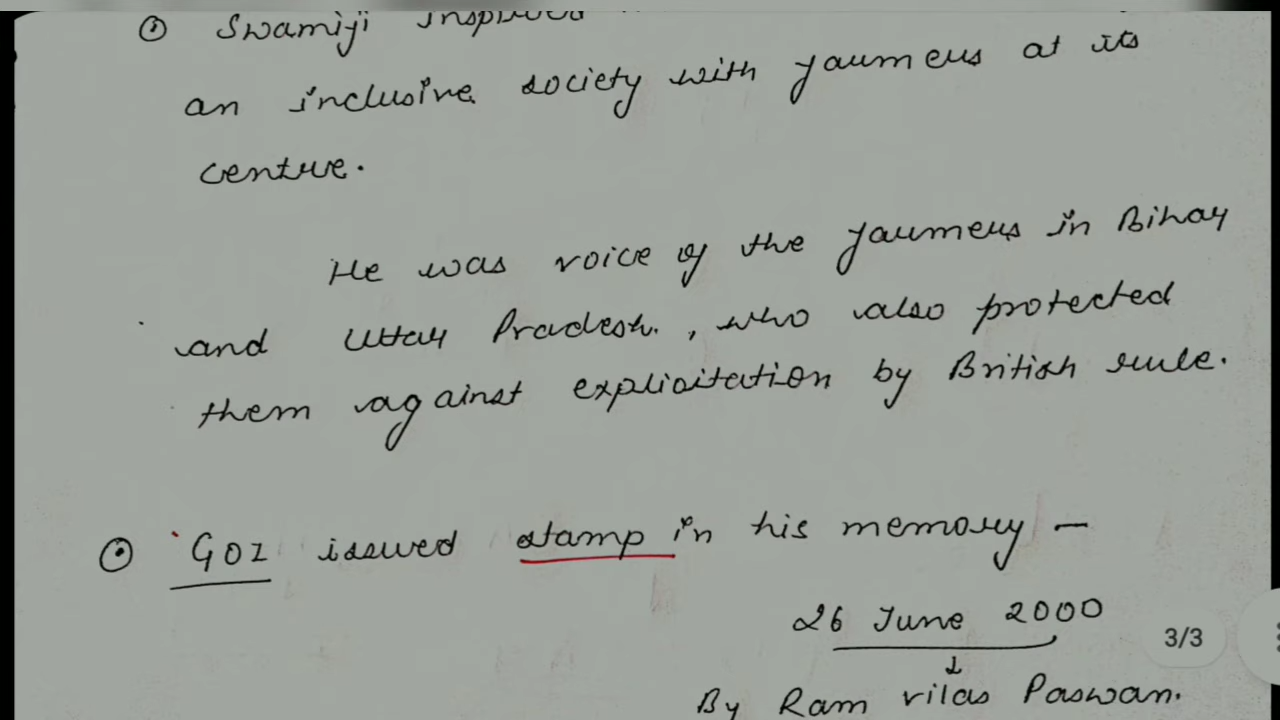 ⊙ Swamiji inspired
an inclusive society with farmers at its
centre.
He was voice of the farmers in Bihar
and Uttar Pradesh. , who also protected
them against explioitation by British rule.
⊙ GOI issued stamp in his memory –
26 June 2000
3/3
↓
By Ram vilas Paswan.